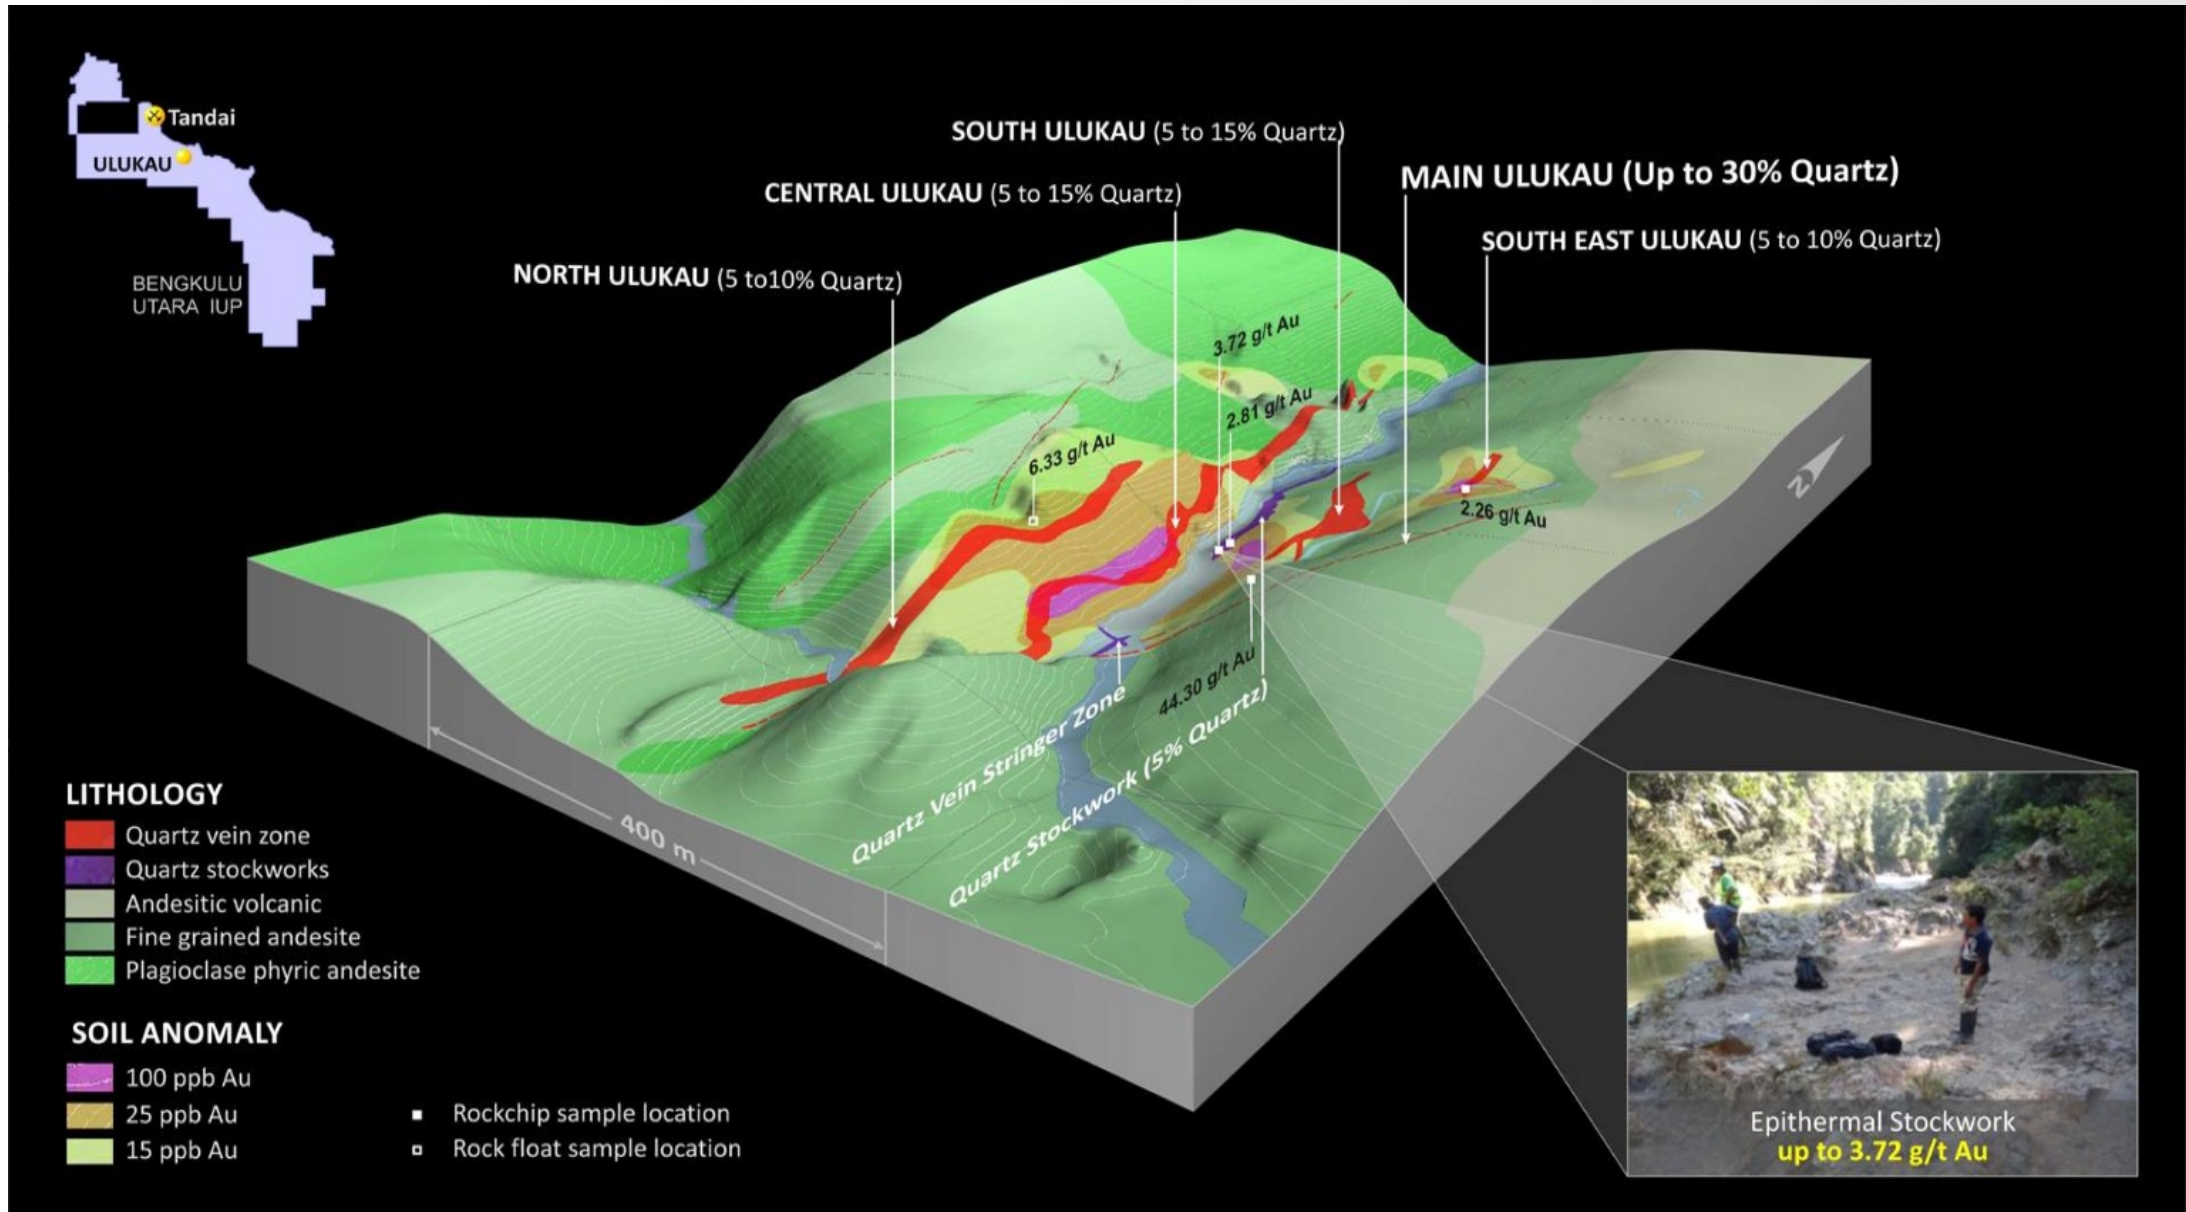 Tandai
ULUKAU
BENGKULU
UTARA IUP
SOUTH ULUKAU (5 to 15% Quartz)
MAIN ULUKAU (Up to 30% Quartz)
CENTRAL ULUKAU (5 to 15% Quartz)
SOUTH EAST ULUKAU (5 to 10% Quartz)
NORTH ULUKAU (5 to10% Quartz)
3.72 g/t Au
2.81 g/t Au
6.33 g/t Au
2.26 g/t Au
N
44.30 g/t Au
Quartz Vein Stringer Zone
Quartz Stockwork (5% Quartz)
400 m
LITHOLOGY
Quartz vein zone
Quartz stockworks
Andesitic volcanic
Fine grained andesite
Plagioclase phyric andesite
SOIL ANOMALY
100 ppb Au
25 ppb Au
15 ppb Au
Rockchip sample location
Rock float sample location
Epithermal Stockwork
up to 3.72 g/t Au